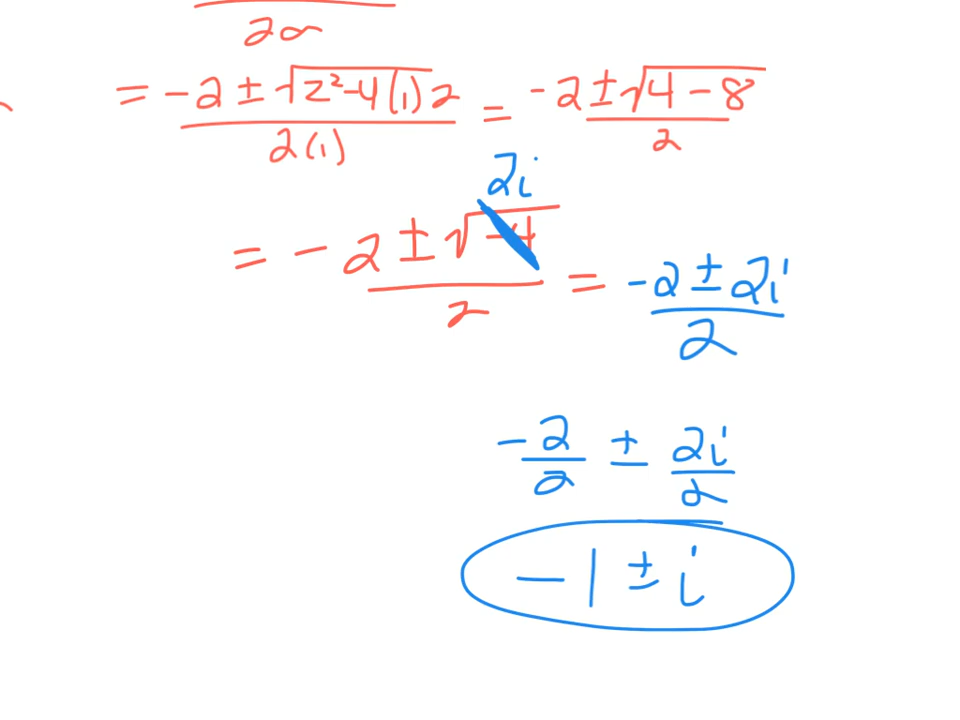 2a
= -2 ± √(2²-4(1)2) / 2(1) = -2 ± √(4 - 8) / 2
2i
= -2 ± √-4 / 2 = -2 ± 2i / 2
-2/2 ± 2i/2
-1 ± i